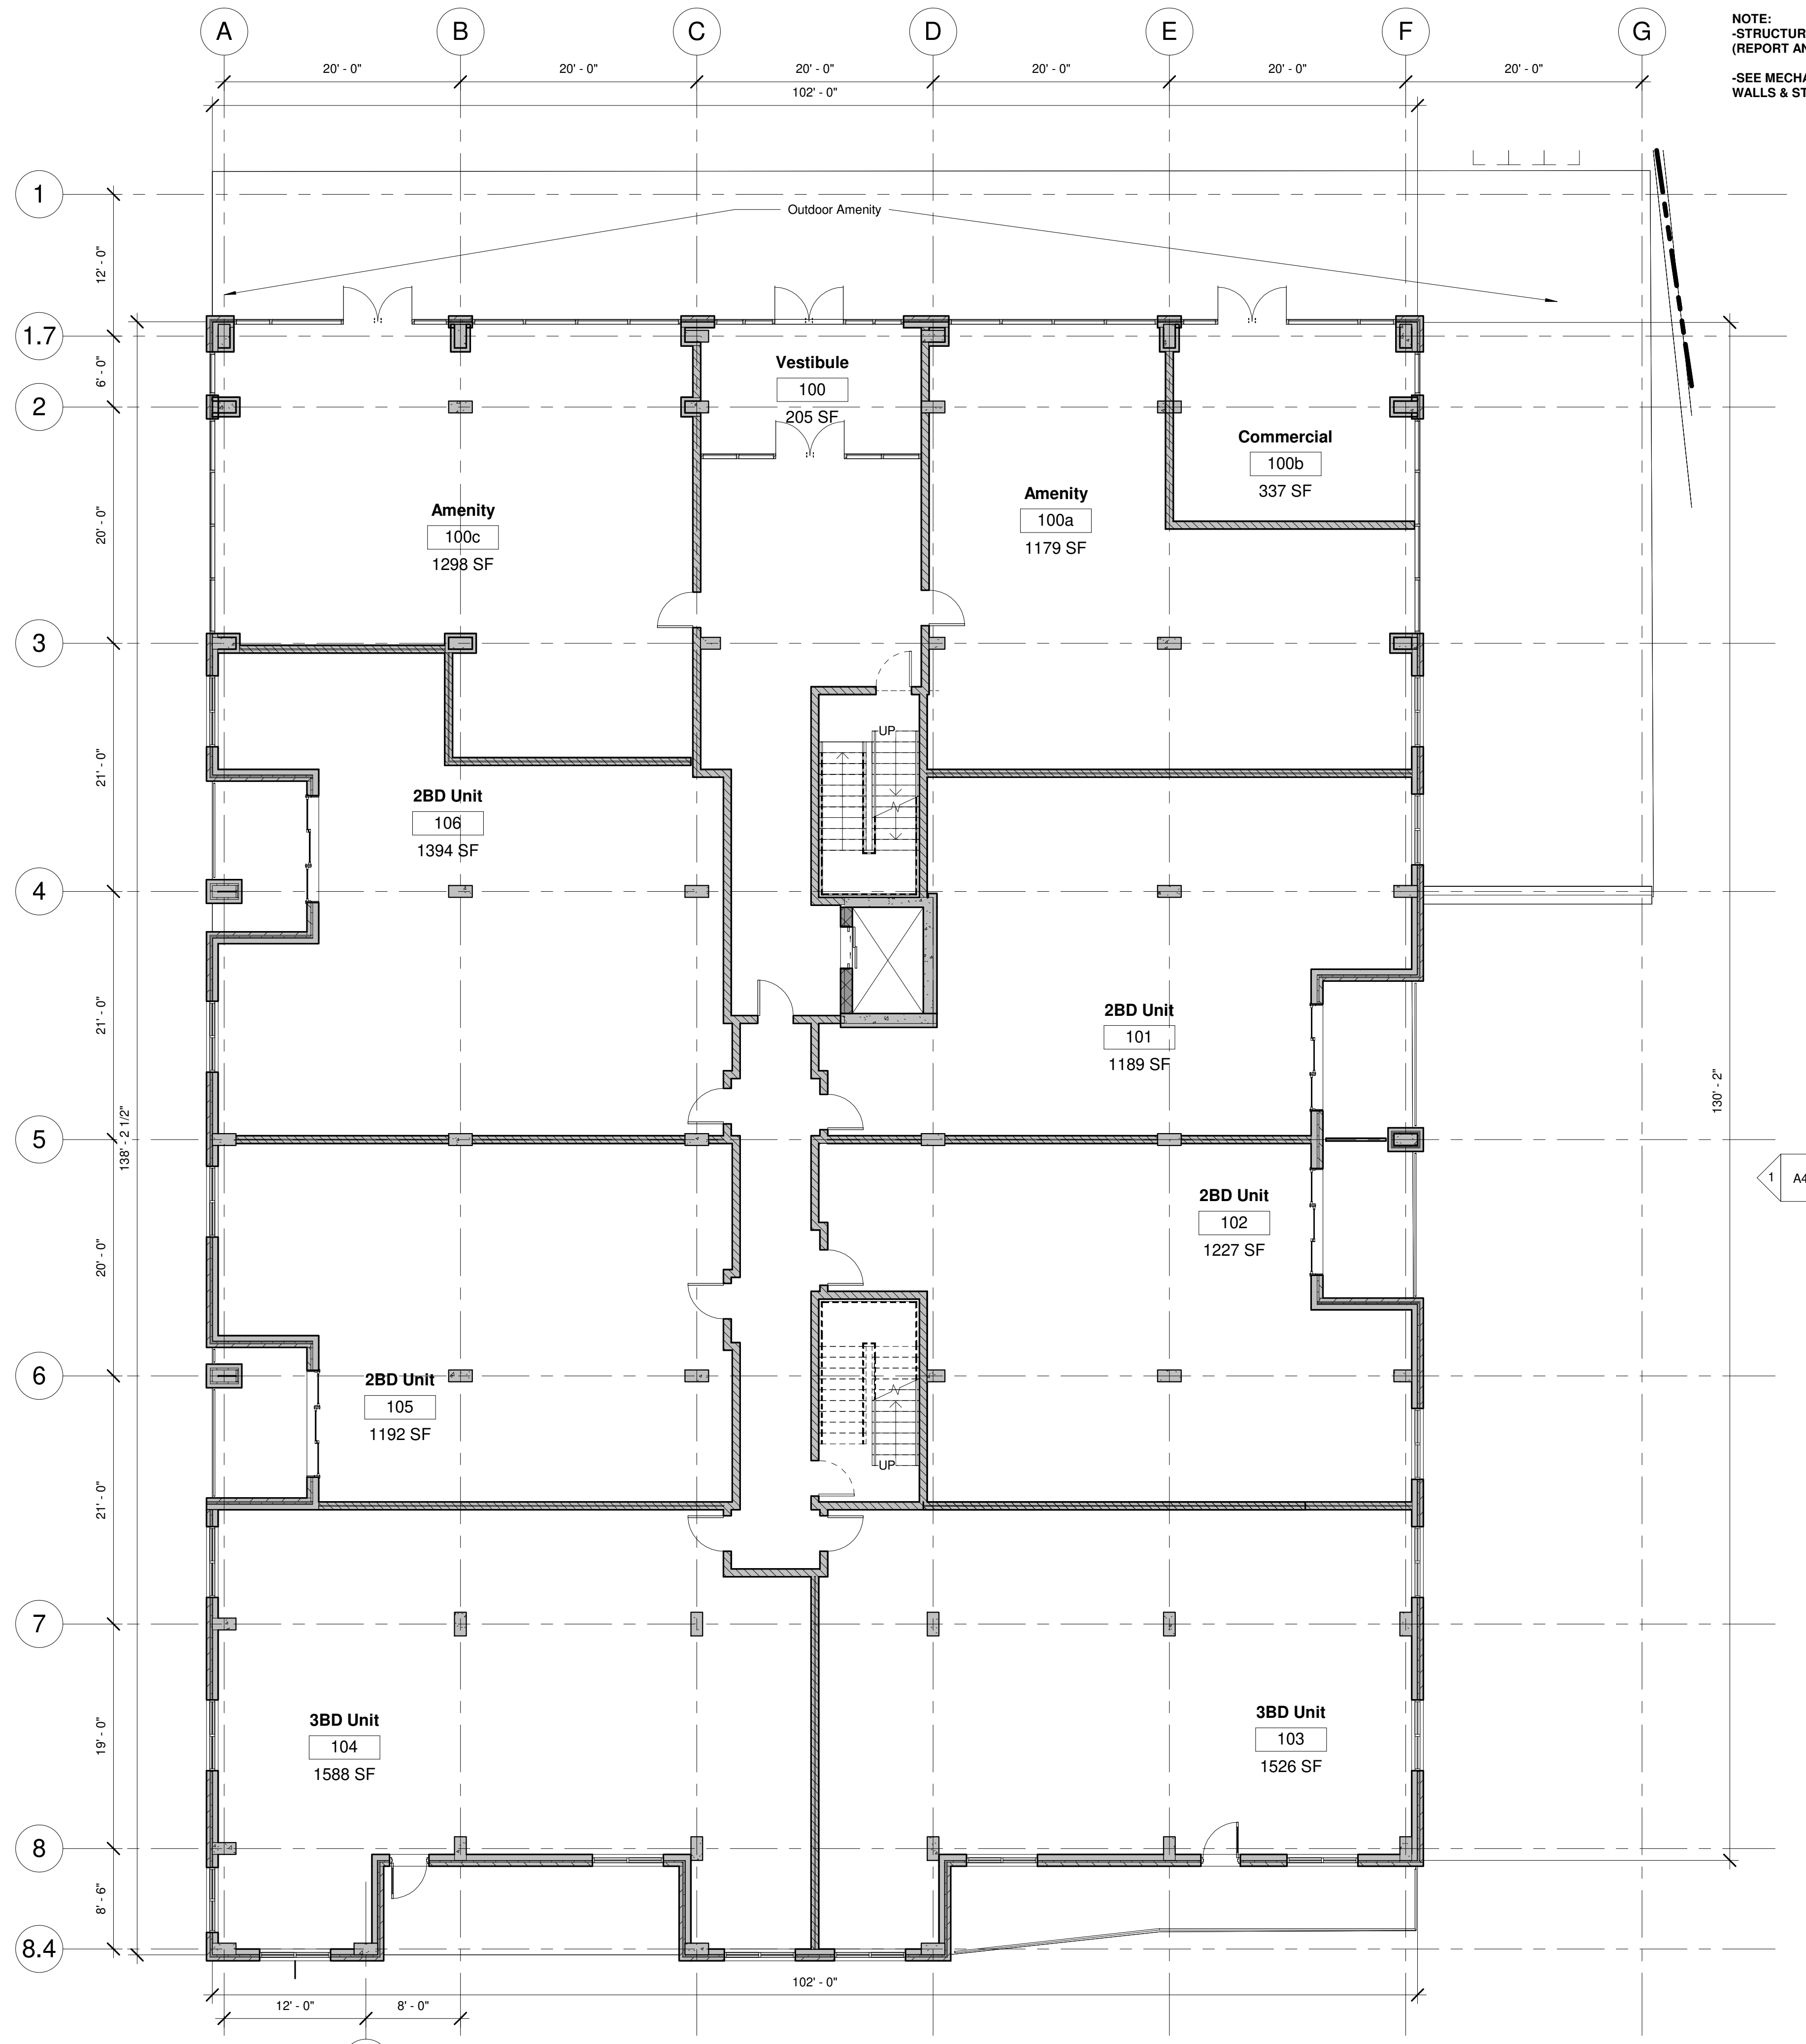 A B C D E F G
NOTE:
-STRUCTUR
(REPORT AN
-SEE MECHA
WALLS & ST
20' - 0" 20' - 0" 20' - 0" 20' - 0" 20' - 0" 20' - 0"
102' - 0"
1
Outdoor Amenity
12' - 0"
1.7
6' - 0"
Vestibule
100
205 SF
2
Commercial
100b
337 SF
Amenity
100a
1179 SF
Amenity
100c
1298 SF
20' - 0"
3
UP
21' - 0"
2BD Unit
106
1394 SF
4
21' - 0"
2BD Unit
101
1189 SF
130' - 2"
138' - 2 1/2"
5
1 A4
2BD Unit
102
1227 SF
20' - 0"
6
2BD Unit
105
1192 SF
UP
21' - 0"
7
3BD Unit
104
1588 SF
3BD Unit
103
1526 SF
19' - 0"
8
8' - 6"
8.4
102' - 0"
12' - 0" 8' - 0"